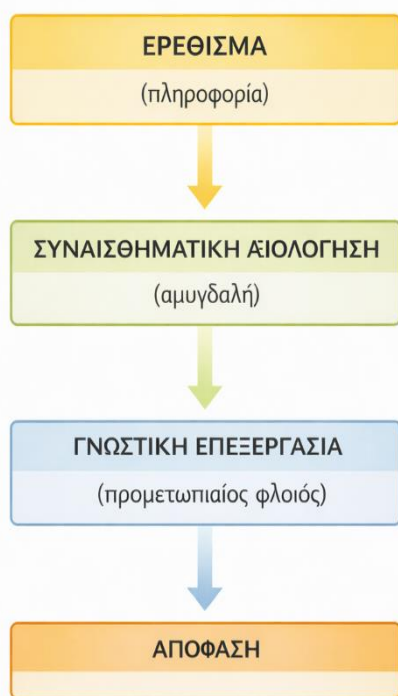 ΕΡΕΘΙΣΜΑ
(πληροφορία)
ΣΥΝΑΙΣΘΗΜΑΤΙΚΗ ΑΞΙΟΛΟΓΗΣΗ
(αμυγδαλή)
ΓΝΩΣΤΙΚΗ ΕΠΕΞΕΡΓΑΣΙΑ
(προμετωπιαίος φλοιός)
ΑΠΟΦΑΣΗ